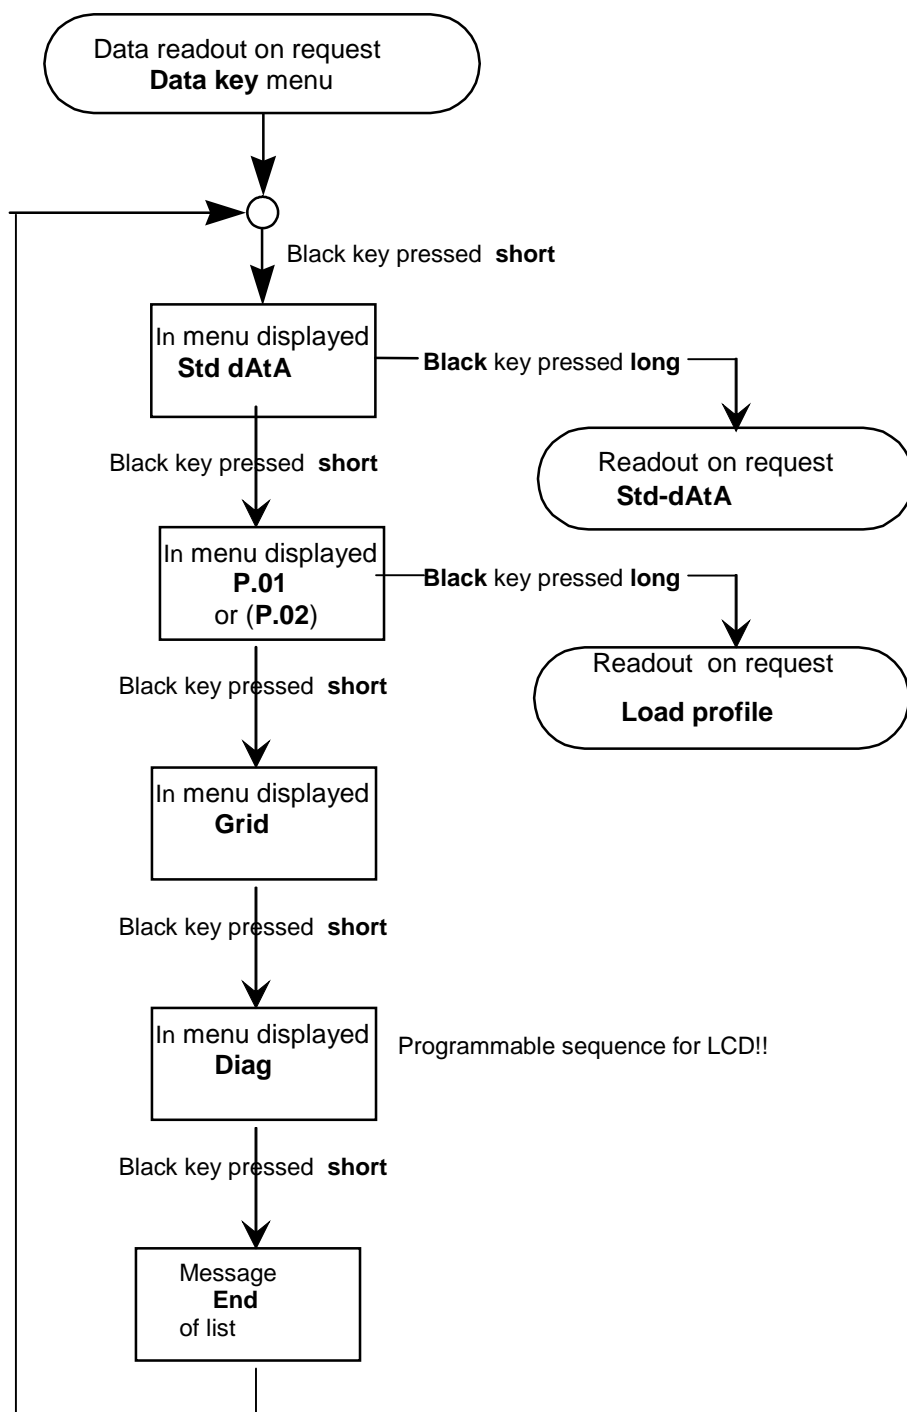 Data readout on request
Data key menu
Black key pressed short
In menu displayed
Std dAtA
Black key pressed long
Readout on request
Std-dAtA
Black key pressed short
In menu displayed
P.01
or (P.02)
Black key pressed long
Readout on request
Load profile
Black key pressed short
In menu displayed
Grid
Black key pressed short
In menu displayed
Diag
Programmable sequence for LCD!!
Black key pressed short
Message
End
of list